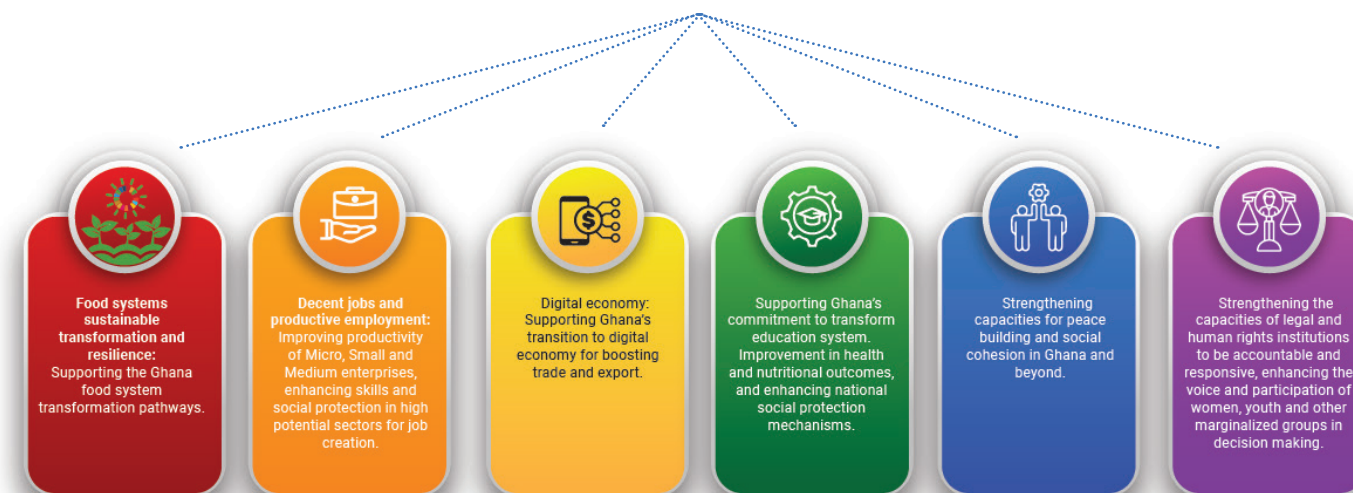 Food systems
sustainable
transformation and
resilience:
Supporting the Ghana
food system
transformation pathways.
Decent jobs and
productive employment:
Improving productivity
of Micro, Small and
Medium enterprises,
enhancing skills and
social protection in high
potential sectors for job
creation.
Digital economy:
Supporting Ghana's
transition to digital
economy for boosting
trade and export.
Supporting Ghana's
commitment to transform
education system.
Improvement in health
and nutritional outcomes,
and enhancing national
social protection
mechanisms.
Strengthening
capacities for peace
building and social
cohesion in Ghana and
beyond.
Strengthening the
capacities of legal and
human rights institutions
to be accountable and
responsive, enhancing the
voice and participation of
women, youth and other
marginalized groups in
decision making.